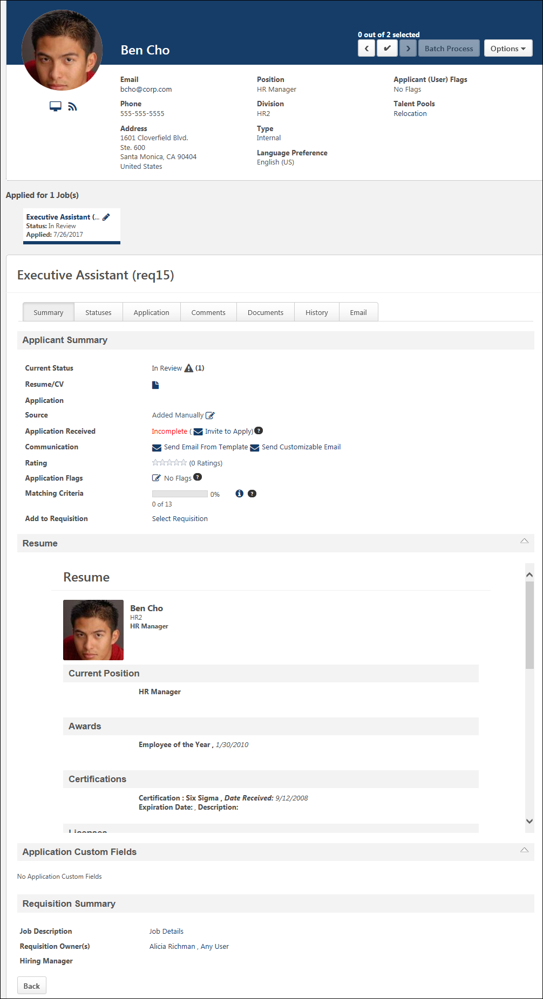 0 out of 2 selected
Ben Cho
Batch Process
Options
Email
bcho@corp.com
Phone
555-555-5555
Address
1601 Cloverfield Blvd.
Ste. 600
Santa Monica, CA 90404
United States
Position
HR Manager
Division
HR2
Type
Internal
Language Preference
English (US)
Applicant (User) Flags
No Flags
Talent Pools
Relocation
Applied for 1 Job(s)
Executive Assistant (...
Status: In Review
Applied: 7/26/2017
Executive Assistant (req15)
Summary Statuses Application Comments Documents History Email
Applicant Summary
Current Status In Review (1)
Resume/CV
Application
Source Added Manually
Application Received Incomplete ( Invite to Apply) ?
Communication Send Email From Template Send Customizable Email
Rating (0 Ratings)
Application Flags No Flags ?
Matching Criteria 0% i ?
0 of 13
Add to Requisition Select Requisition
Resume
Resume
Ben Cho
HR2
HR Manager
Current Position
HR Manager
Awards
Employee of the Year , 1/30/2010
Certifications
Certification : Six Sigma , Date Received: 9/12/2008
Expiration Date: , Description:
Licenses
Application Custom Fields
No Application Custom Fields
Requisition Summary
Job Description Job Details
Requisition Owner(s) Alicia Richman , Any User
Hiring Manager
Back